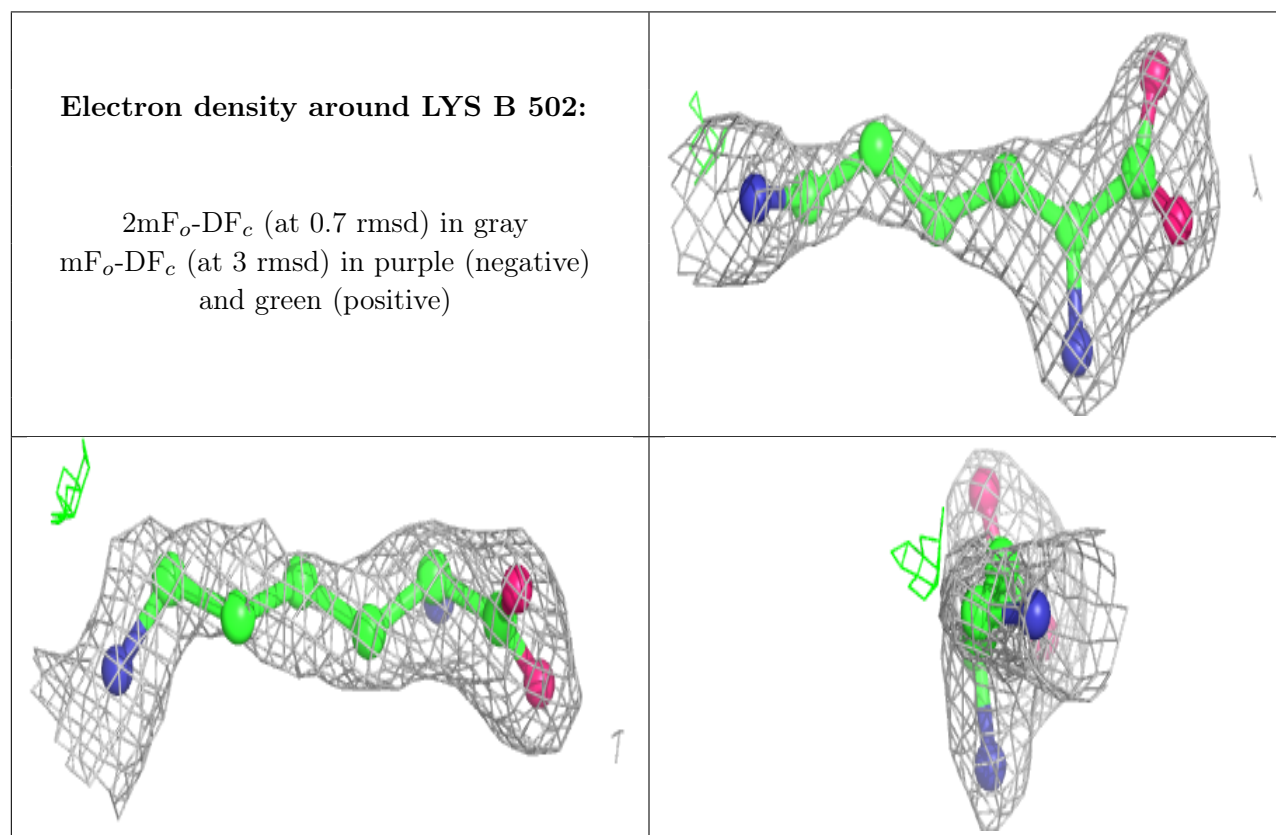 Electron density around LYS B 502:
2mFₒ-DF𝒸 (at 0.7 rmsd) in gray
mFₒ-DF𝒸 (at 3 rmsd) in purple (negative)
and green (positive)